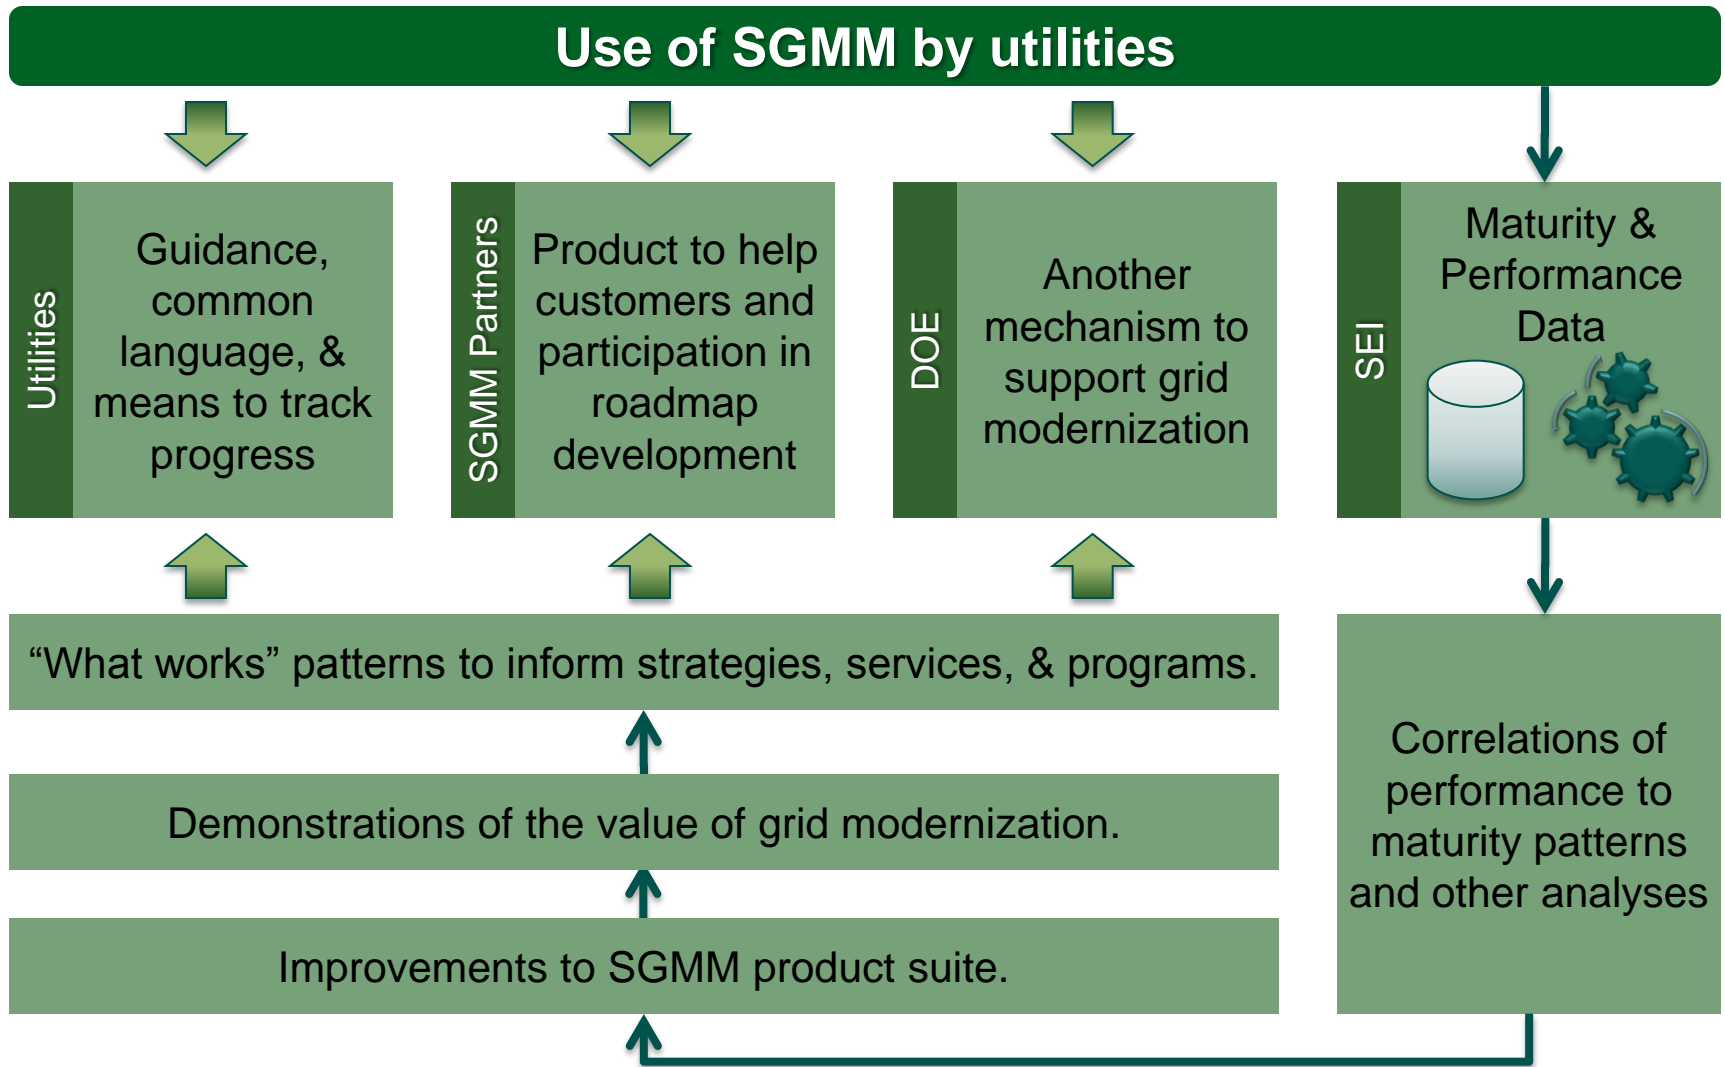 Use of SGMM by utilities
Utilities
Guidance,
common
language, &
means to track
progress
SGMM Partners
Product to help
customers and
participation in
roadmap
development
DOE
Another
mechanism to
support grid
modernization
SEI
Maturity &
Performance
Data
“What works” patterns to inform strategies, services, & programs.
Demonstrations of the value of grid modernization.
Improvements to SGMM product suite.
Correlations of
performance to
maturity patterns
and other analyses